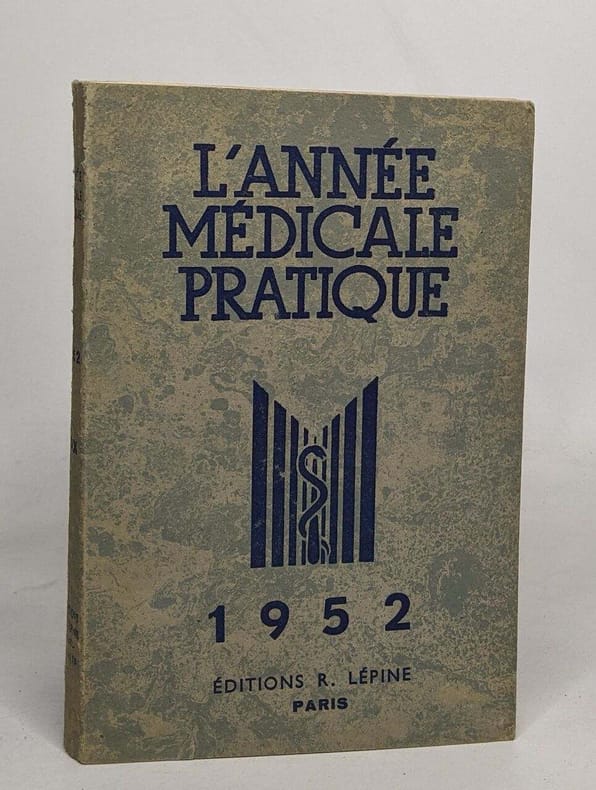 L'ANNÉE
MÉDICALE
PRATIQUE
1952
ÉDITIONS R. LÉPINE
PARIS